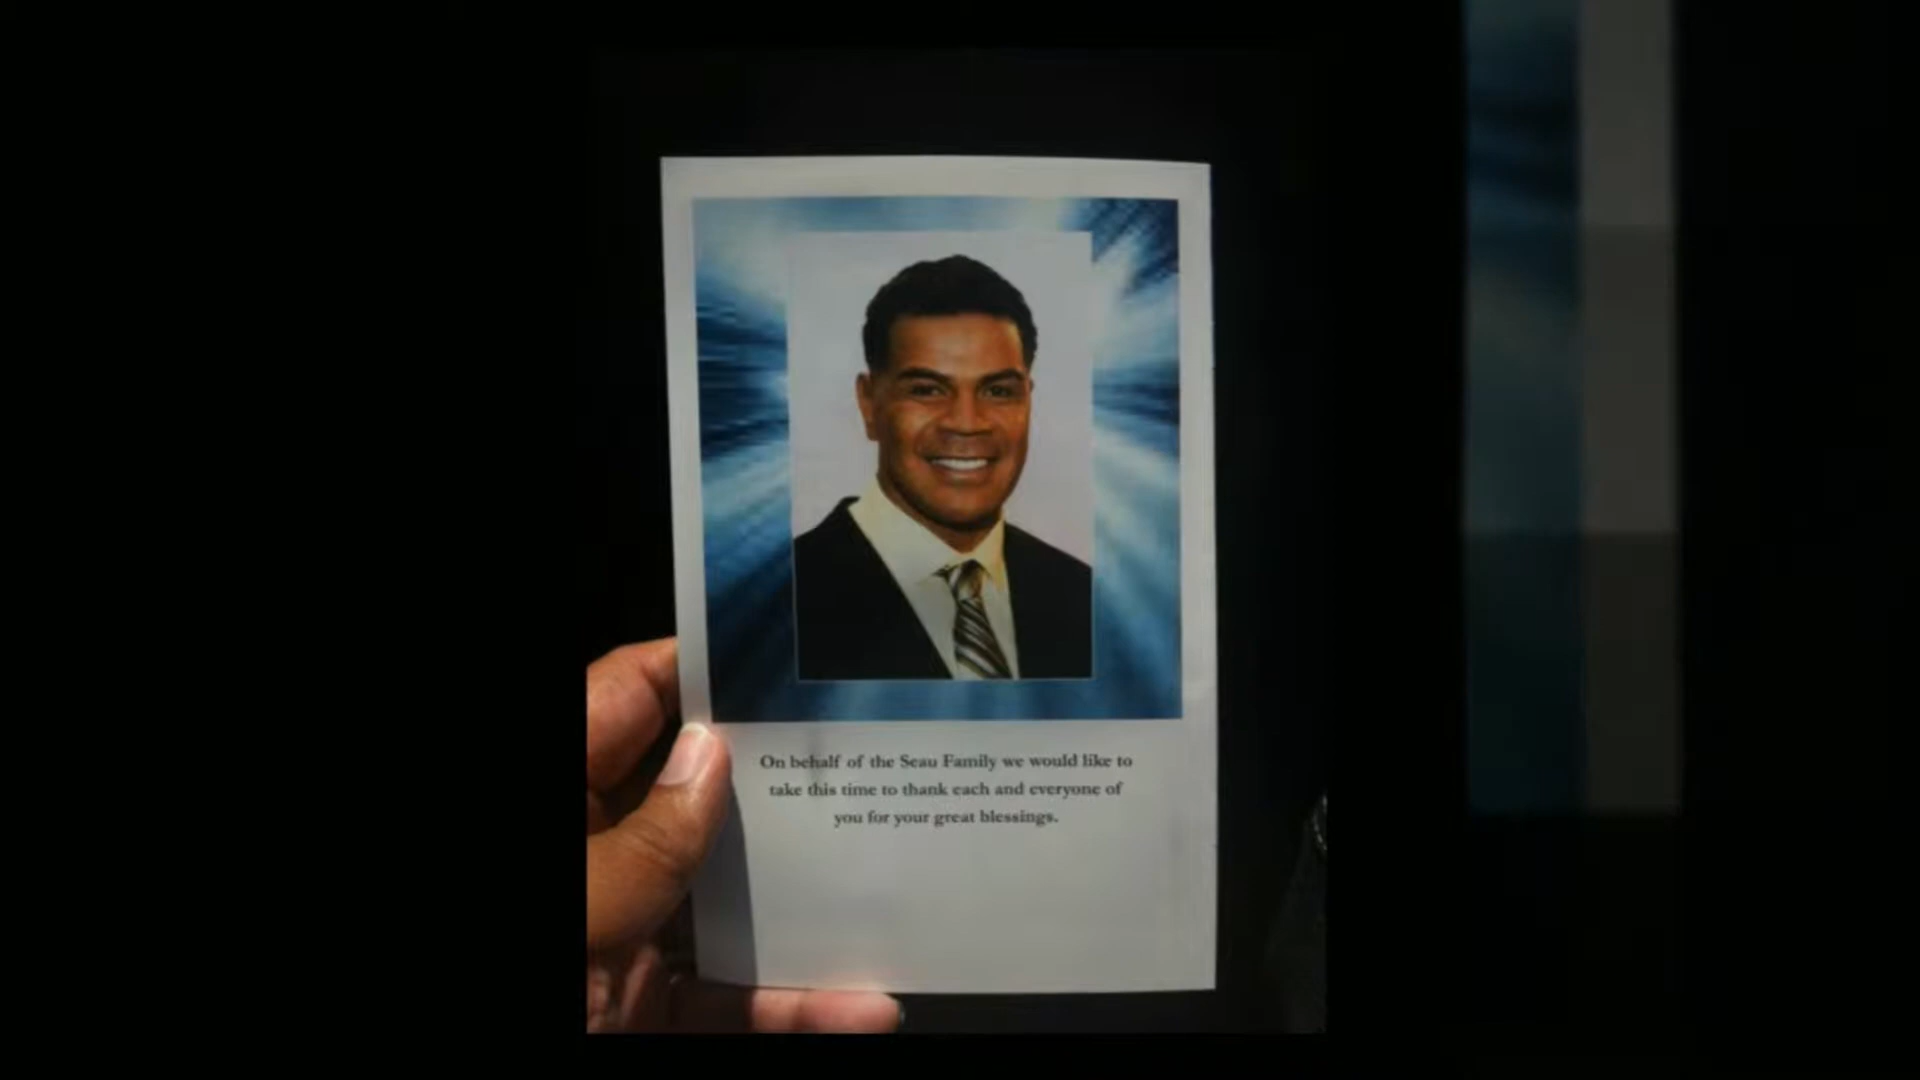 On behalf of the Seau Family we would like to
take this time to thank each and everyone of
you for your great blessings.